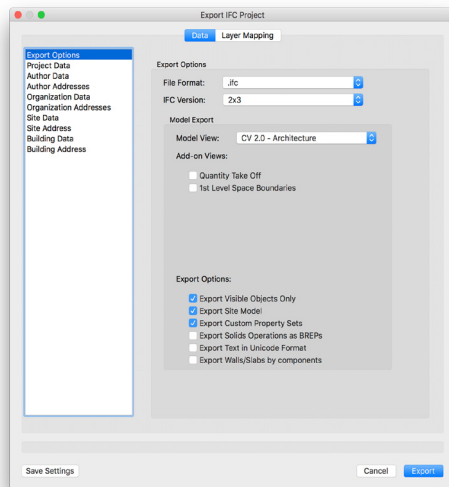 Export IFC Project
Data Layer Mapping
Export Options
Project Data
Author Data
Author Addresses
Organization Data
Organization Addresses
Site Data
Site Address
Building Data
Building Address
Export Options
File Format: .ifc
IFC Version: 2x3
Model Export
Model View: CV 2.0 - Architecture
Add-on Views:
Quantity Take Off
1st Level Space Boundaries
Export Options:
Export Visible Objects Only
Export Site Model
Export Custom Property Sets
Export Solids Operations as BREPs
Export Text in Unicode Format
Export Walls/Slabs by components
Save Settings Cancel Export